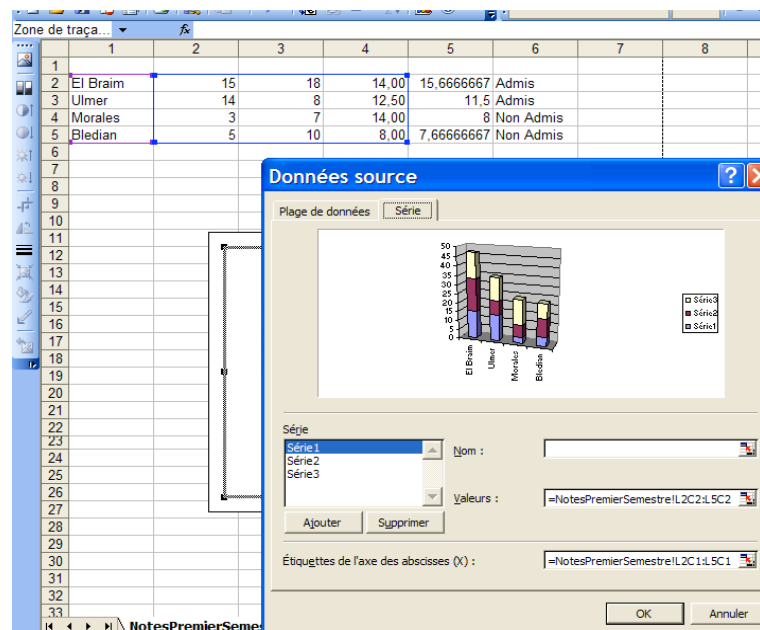 Zone de traça... fx
1 2 3 4 5 6 7 8
1
2 El Braim 15 18 14,00 15,6666667 Admis
3 Ulmer 14 8 12,50 11,5 Admis
4 Morales 3 7 14,00 8 Non Admis
5 Bledian 5 10 8,00 7,66666667 Non Admis
6
7
8
9
10
11
12
13
14
15
16
17
18
19
20
21
22
23
24
25
26
27
28
29
30
31
32
33
Données source
Plage de données Série
50
45
40
35
30
25
20
15
10
5
0
El Braim Ulmer Morales Bledian
Série3
Série2
Série1
Série
Série1
Série2
Série3
Nom :
Valeurs : =NotesPremierSemestre!L2C2:L5C2
Ajouter Supprimer
Étiquettes de l'axe des abscisses (X) : =NotesPremierSemestre!L2C1:L5C1
OK Annuler
NotesPremierSemes